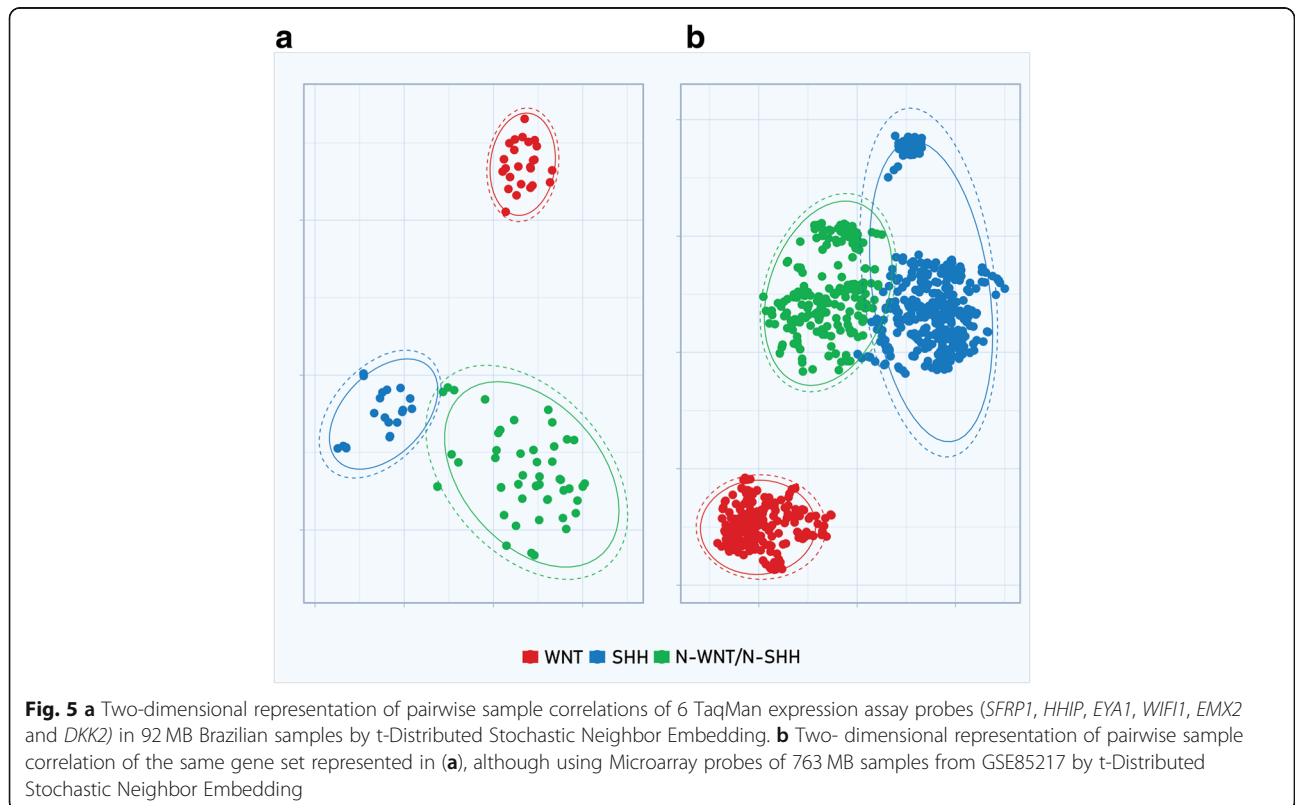 a
b
WNT SHH N-WNT/N-SHH
Fig. 5 a Two-dimensional representation of pairwise sample correlations of 6 TaqMan expression assay probes (SFRP1, HHIP, EYA1, WIFI1, EMX2
and DKK2) in 92 MB Brazilian samples by t-Distributed Stochastic Neighbor Embedding. b Two- dimensional representation of pairwise sample
correlation of the same gene set represented in (a), although using Microarray probes of 763 MB samples from GSE85217 by t-Distributed
Stochastic Neighbor Embedding